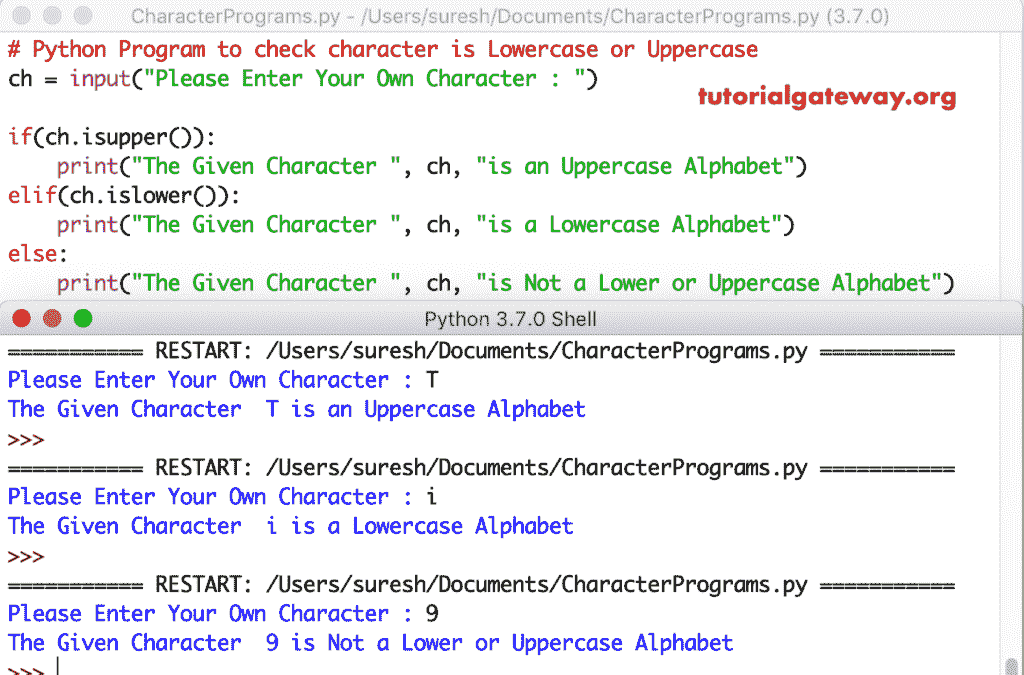 CharacterPrograms.py - /Users/suresh/Documents/CharacterPrograms.py (3.7.0)
# Python Program to check character is Lowercase or Uppercase
ch = input("Please Enter Your Own Character : ")
tutorialgateway.org
if(ch.isupper()):
    print("The Given Character ", ch, "is an Uppercase Alphabet")
elif(ch.islower()):
    print("The Given Character ", ch, "is a Lowercase Alphabet")
else:
    print("The Given Character ", ch, "is Not a Lower or Uppercase Alphabet")
Python 3.7.0 Shell
=========== RESTART: /Users/suresh/Documents/CharacterPrograms.py ===========
Please Enter Your Own Character : T
The Given Character  T is an Uppercase Alphabet
>>>
=========== RESTART: /Users/suresh/Documents/CharacterPrograms.py ===========
Please Enter Your Own Character : i
The Given Character  i is a Lowercase Alphabet
>>>
=========== RESTART: /Users/suresh/Documents/CharacterPrograms.py ===========
Please Enter Your Own Character : 9
The Given Character  9 is Not a Lower or Uppercase Alphabet
>>>